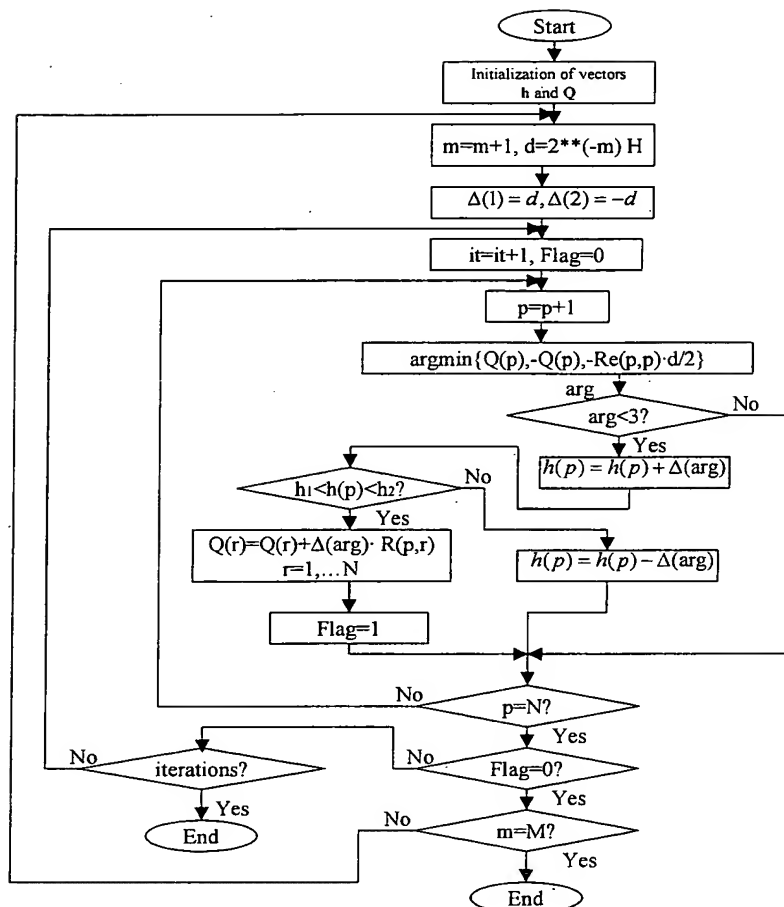 Start
Initialization of vectors
h and Q
m=m+1, d=2**(-m) H
Δ(1) = d, Δ(2) = −d
it=it+1, Flag=0
p=p+1
argmin{Q(p),-Q(p),-Re(p,p)·d/2}
arg
arg<3?
No
Yes
h(p) = h(p) + Δ(arg)
h1<h(p)<h2?
No
Yes
Q(r)=Q(r)+Δ(arg)· R(p,r)
r=1,…N
h(p) = h(p) − Δ(arg)
Flag=1
No
p=N?
Yes
No
iterations?
No
Flag=0?
Yes
Yes
End
No
m=M?
Yes
End